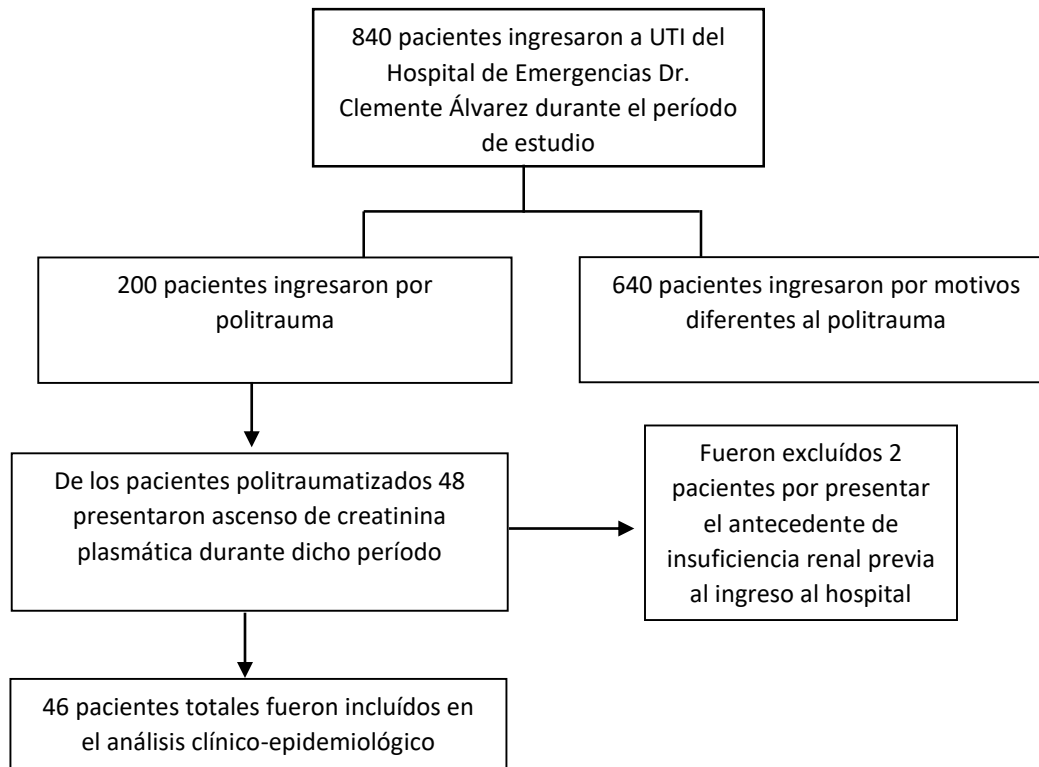 840 pacientes ingresaron a UTI del
Hospital de Emergencias Dr.
Clemente Álvarez durante el período
de estudio
200 pacientes ingresaron por
politrauma
640 pacientes ingresaron por motivos
diferentes al politrauma
De los pacientes politraumatizados 48
presentaron ascenso de creatinina
plasmática durante dicho período
Fueron excluídos 2
pacientes por presentar
el antecedente de
insuficiencia renal previa
al ingreso al hospital
46 pacientes totales fueron incluídos en
el análisis clínico-epidemiológico